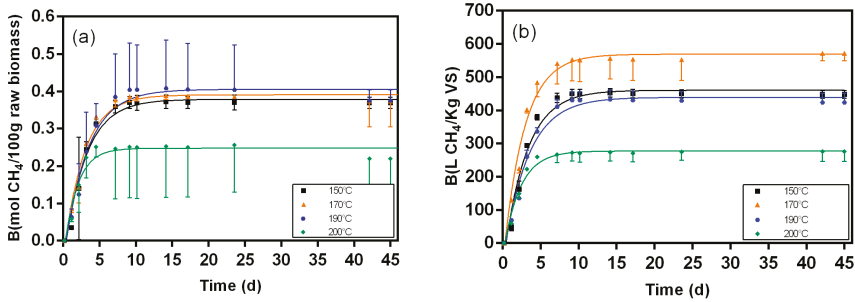 (a)
B(mol CH4/100g raw biomass)
0.6
0.5
0.4
0.3
0.2
0.1
0.0
0 5 10 15 20 25 30 35 40 45
Time (d)
150°C
170°C
190°C
200°C
(b)
B(L CH4/Kg VS)
700
600
500
400
300
200
100
0
0 5 10 15 20 25 30 35 40 45
Time (d)
150°C
170°C
190°C
200°C